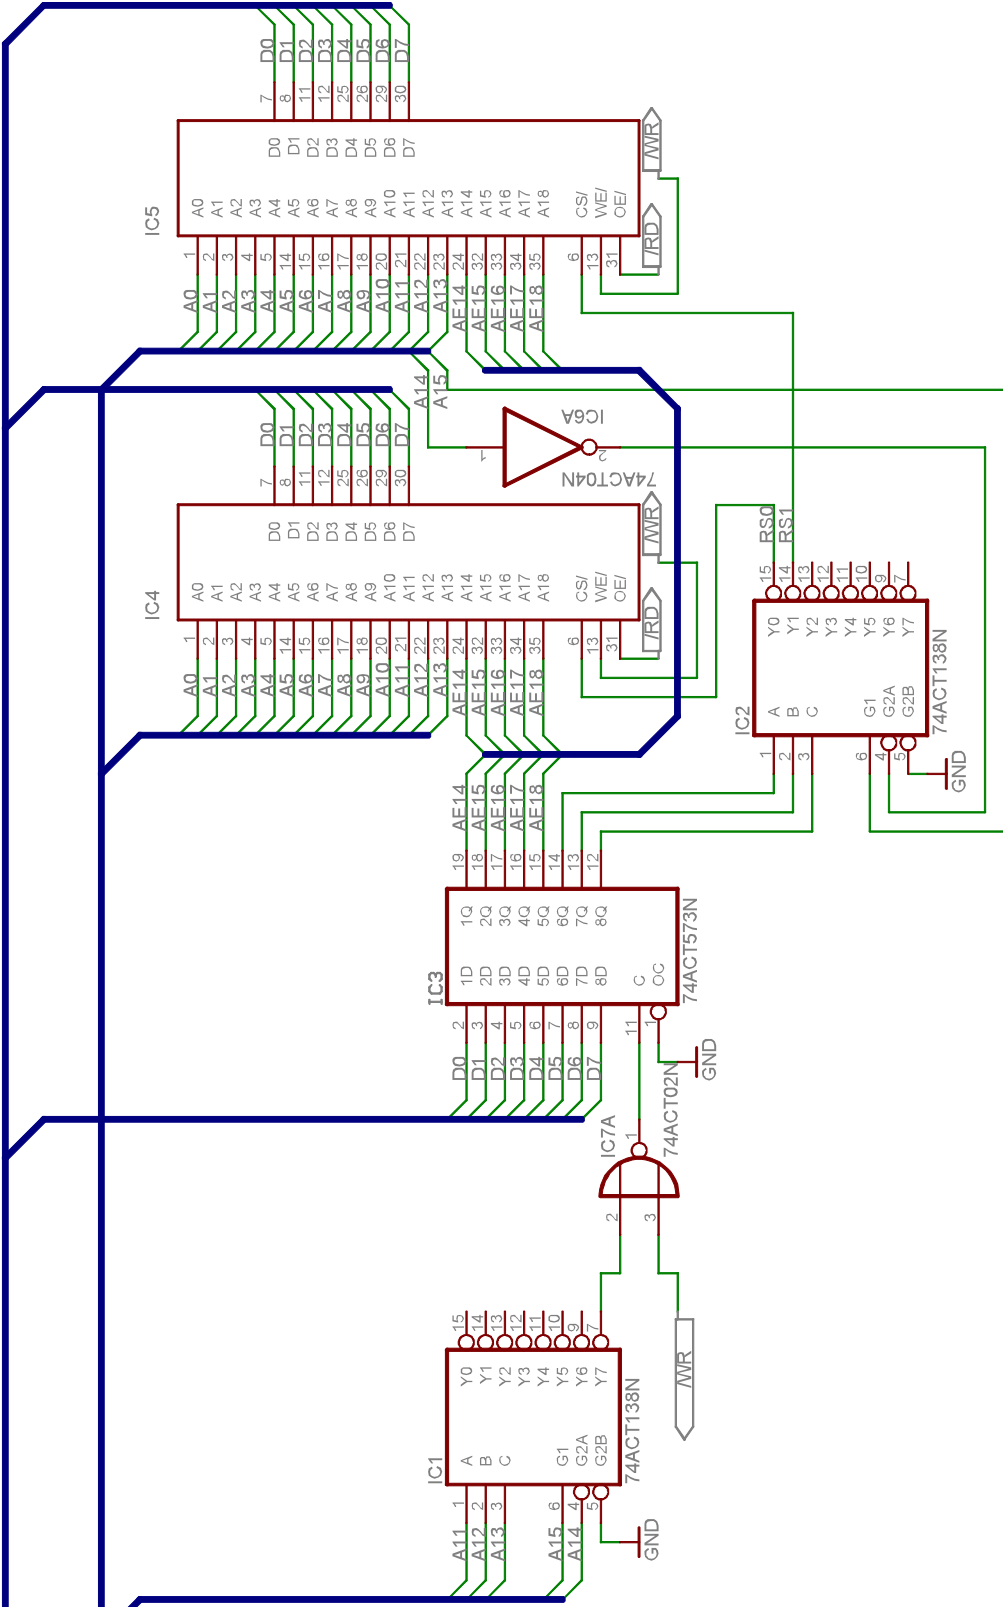 D0 D1 D2 D3 D4 D5 D6 D7
7 8 11 12 25 26 29 30
D0 D1 D2 D3 D4 D5 D6 D7
/WR
IC5
A0 A1 A2 A3 A4 A5 A6 A7 A8 A9 A10 A11 A12 A13 A14 A15 A16 A17 A18 CS/ WE/ OE/
/RD
1 2 3 4 5 14 15 16 17 18 20 21 22 23 24 32 33 34 35 6 13 31
A0 A1 A2 A3 A4 A5 A6 A7 A8 A9 A10 A11 A12 A13 AE14 AE15 AE16 AE17 AE18
A14 A15
IC6A
1 2
74ACT04N
D0 D1 D2 D3 D4 D5 D6 D7
7 8 11 12 25 26 29 30
D0 D1 D2 D3 D4 D5 D6 D7
/WR
IC4
A0 A1 A2 A3 A4 A5 A6 A7 A8 A9 A10 A11 A12 A13 A14 A15 A16 A17 A18 CS/ WE/ OE/
/RD
1 2 3 4 5 14 15 16 17 18 20 21 22 23 24 32 33 34 35 6 13 31
A0 A1 A2 A3 A4 A5 A6 A7 A8 A9 A10 A11 A12 A13 AE14 AE15 AE16 AE17 AE18
RS0 RS1
15 14 13 12 11 10 9 7
Y0 Y1 Y2 Y3 Y4 Y5 Y6 Y7
IC2
A B C G1 G2A G2B
74ACT138N
1 2 3 6 4 5
GND
AE14 AE15 AE16 AE17 AE18
19 18 17 16 15 14 13 12
1Q 2Q 3Q 4Q 5Q 6Q 7Q 8Q
IC3
1D 2D 3D 4D 5D 6D 7D 8D C OC
74ACT573N
2 3 4 5 6 7 8 9 11 1
D0 D1 D2 D3 D4 D5 D6 D7
GND
IC7A
1
74ACT02N
2 3
/WR
15 14 13 12 11 10 9 7
Y0 Y1 Y2 Y3 Y4 Y5 Y6 Y7
IC1
A B C G1 G2A G2B
74ACT138N
1 2 3 6 4 5
A11 A12 A13 A15 A14
GND